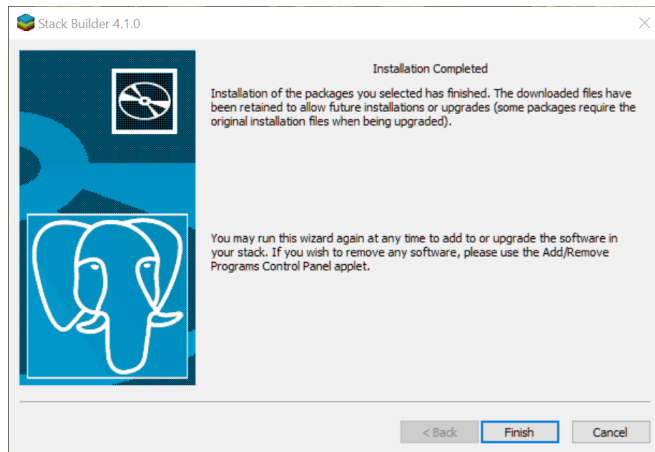 Stack Builder 4.1.0
Installation Completed
Installation of the packages you selected has finished. The downloaded files have
been retained to allow future installations or upgrades (some packages require the
original installation files when being upgraded).
You may run this wizard again at any time to add to or upgrade the software in
your stack. If you wish to remove any software, please use the Add/Remove
Programs Control Panel applet.
< Back Finish Cancel